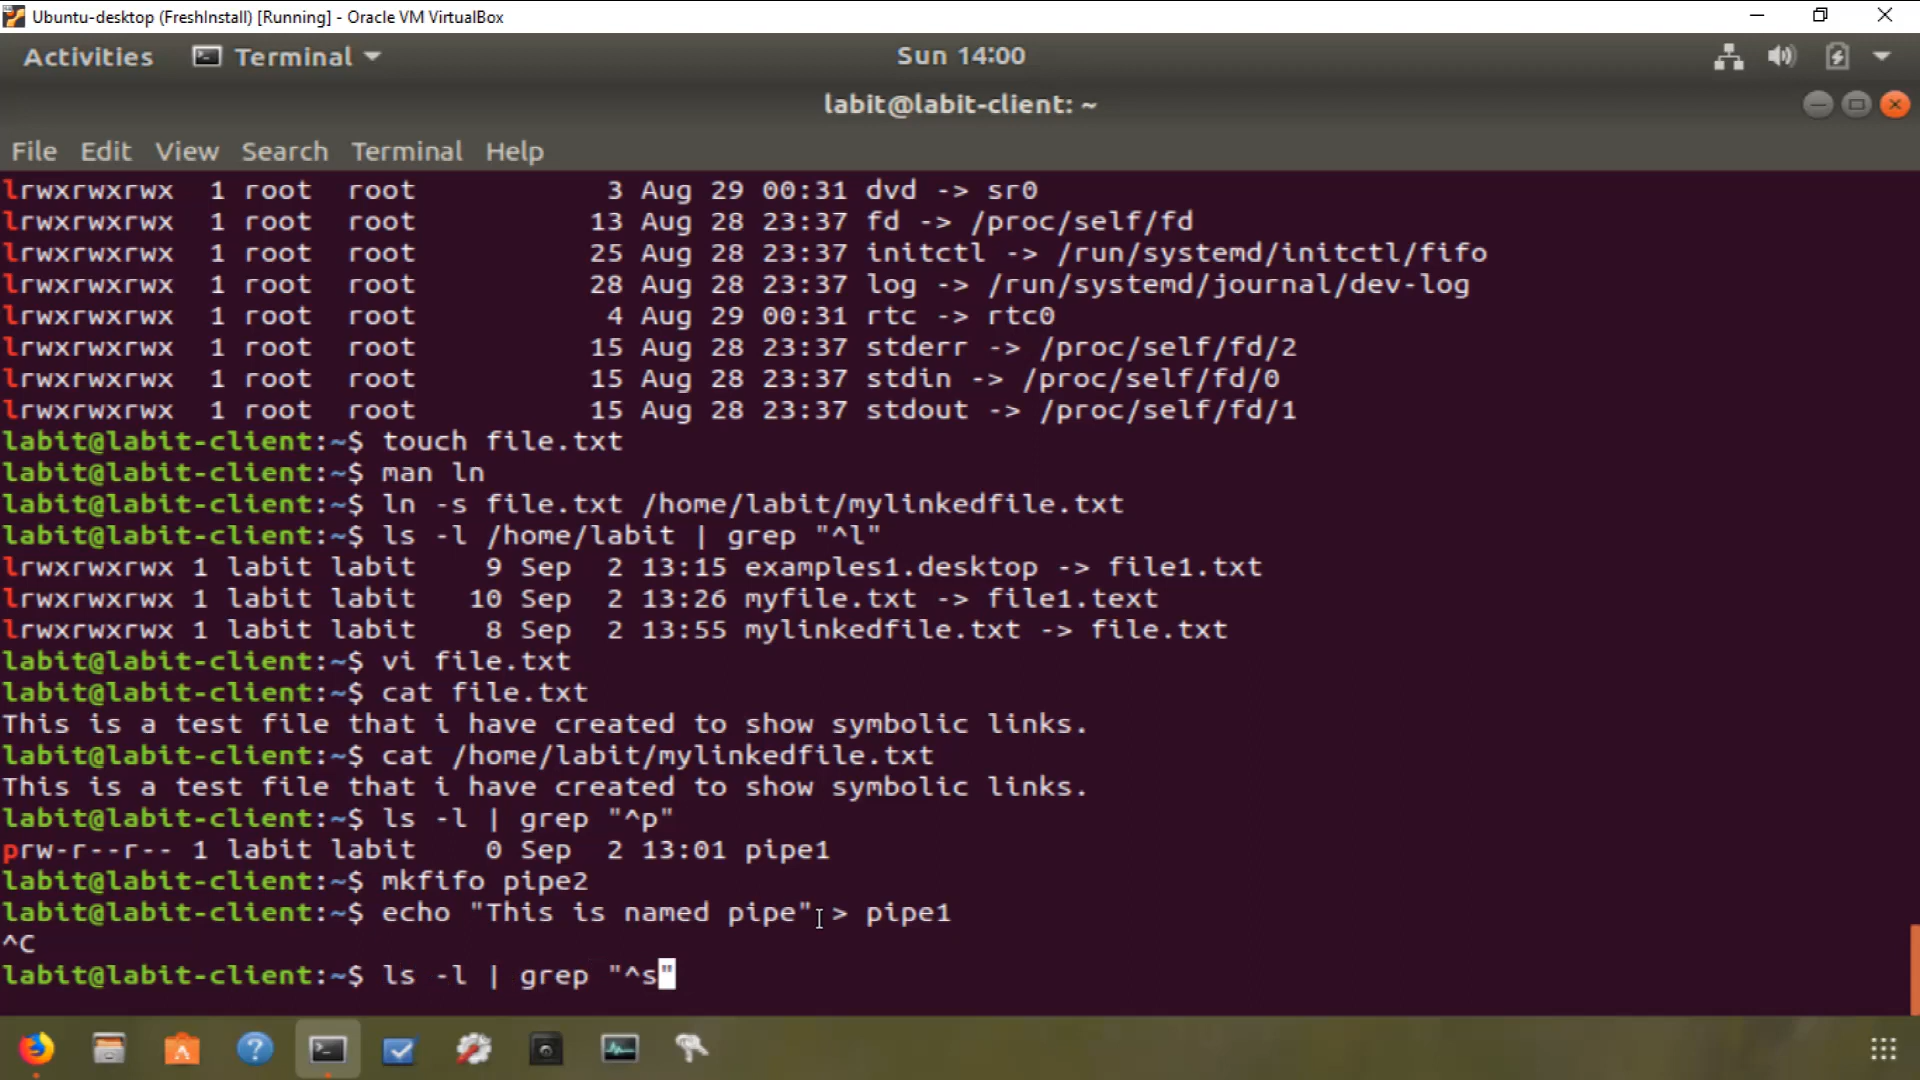 Ubuntu-desktop (FreshInstall) [Running] - Oracle VM VirtualBox
Activities Terminal Sun 14:00
labit@labit-client: ~
File Edit View Search Terminal Help
lrwxrwxrwx 1 root root 3 Aug 29 00:31 dvd -> sr0
lrwxrwxrwx 1 root root 13 Aug 28 23:37 fd -> /proc/self/fd
lrwxrwxrwx 1 root root 25 Aug 28 23:37 initctl -> /run/systemd/initctl/fifo
lrwxrwxrwx 1 root root 28 Aug 28 23:37 log -> /run/systemd/journal/dev-log
lrwxrwxrwx 1 root root 4 Aug 29 00:31 rtc -> rtc0
lrwxrwxrwx 1 root root 15 Aug 28 23:37 stderr -> /proc/self/fd/2
lrwxrwxrwx 1 root root 15 Aug 28 23:37 stdin -> /proc/self/fd/0
lrwxrwxrwx 1 root root 15 Aug 28 23:37 stdout -> /proc/self/fd/1
labit@labit-client:~$ touch file.txt
labit@labit-client:~$ man ln
labit@labit-client:~$ ln -s file.txt /home/labit/mylinkedfile.txt
labit@labit-client:~$ ls -l /home/labit | grep "^l"
lrwxrwxrwx 1 labit labit 9 Sep 2 13:15 examples1.desktop -> file1.txt
lrwxrwxrwx 1 labit labit 10 Sep 2 13:26 myfile.txt -> file1.text
lrwxrwxrwx 1 labit labit 8 Sep 2 13:55 mylinkedfile.txt -> file.txt
labit@labit-client:~$ vi file.txt
labit@labit-client:~$ cat file.txt
This is a test file that i have created to show symbolic links.
labit@labit-client:~$ cat /home/labit/mylinkedfile.txt
This is a test file that i have created to show symbolic links.
labit@labit-client:~$ ls -l | grep "^p"
prw-r--r-- 1 labit labit 0 Sep 2 13:01 pipe1
labit@labit-client:~$ mkfifo pipe2
labit@labit-client:~$ echo "This is named pipe" > pipe1
^C
labit@labit-client:~$ ls -l | grep "^s"